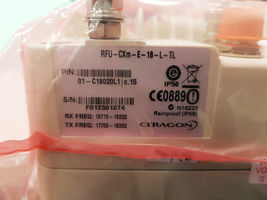 RFU-CXm-E-18-L-TL
P/N:
01-C18020L1|c.15
IP56
S/N:
F012301074
CE0889
N16225
Rainproof (IPX6)
RX FREQ: 18710-19220
TX FREQ: 17700-18200
CERAGON